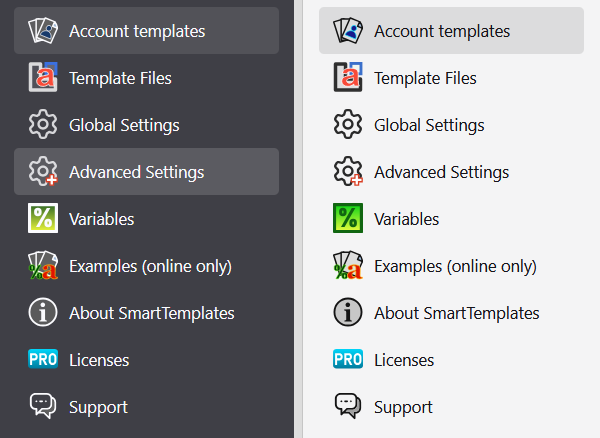 Account templates
Template Files
Global Settings
Advanced Settings
% Variables
Examples (online only)
About SmartTemplates
PRO Licenses
Support
Account templates
Template Files
Global Settings
Advanced Settings
% Variables
Examples (online only)
About SmartTemplates
PRO Licenses
Support